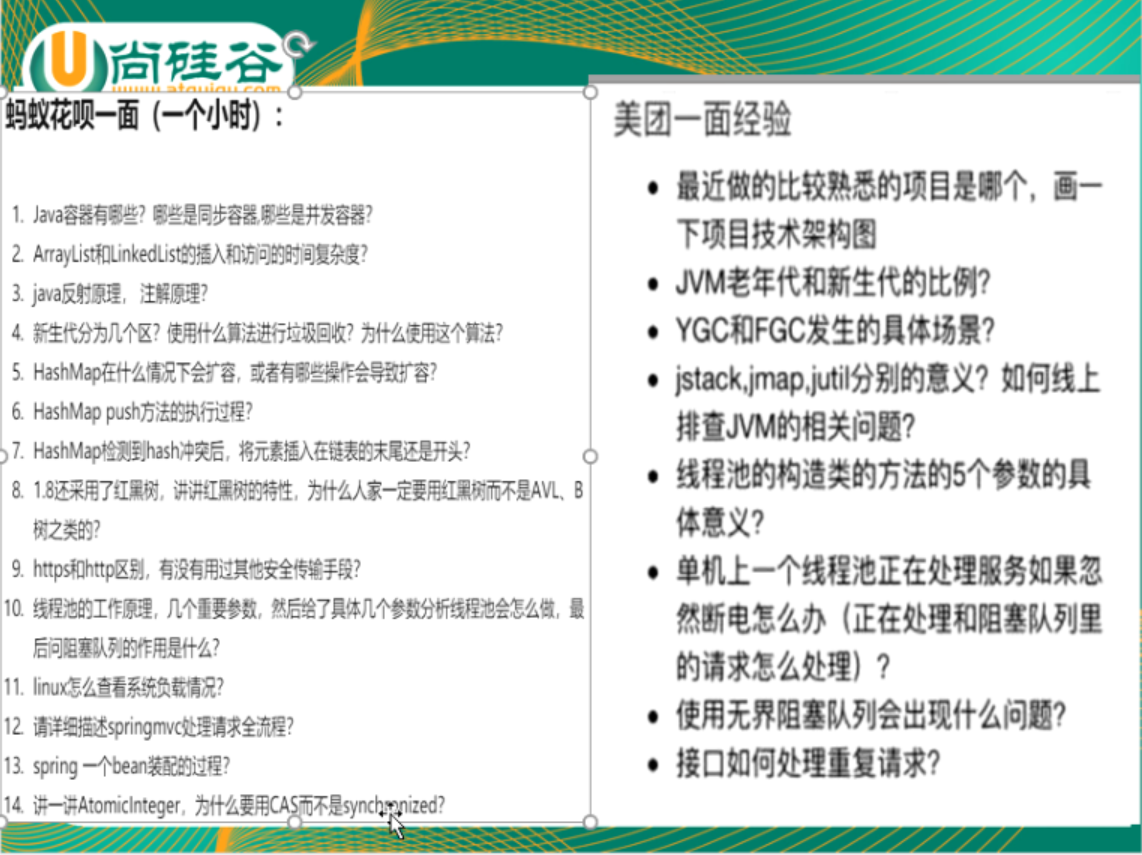 尚硅谷
www.atguigu.com
蚂蚁花呗一面（一个小时）：
1. Java容器有哪些？哪些是同步容器,哪些是并发容器？
2. ArrayList和LinkedList的插入和访问的时间复杂度？
3. java反射原理， 注解原理？
4. 新生代分为几个区？使用什么算法进行垃圾回收？为什么使用这个算法？
5. HashMap在什么情况下会扩容，或者有哪些操作会导致扩容？
6. HashMap push方法的执行过程？
7. HashMap检测到hash冲突后，将元素插入在链表的末尾还是开头？
8. 1.8还采用了红黑树，讲讲红黑树的特性，为什么人家一定要用红黑树而不是AVL、B
树之类的？
9. https和http区别，有没有用过其他安全传输手段？
10. 线程池的工作原理，几个重要参数，然后给了具体几个参数分析线程池会怎么做，最
后问阻塞队列的作用是什么？
11. linux怎么查看系统负载情况？
12. 请详细描述springmvc处理请求全流程？
13. spring 一个bean装配的过程？
14. 讲一讲AtomicInteger，为什么要用CAS而不是synchronized？
美团一面经验
• 最近做的比较熟悉的项目是哪个，画一
下项目技术架构图
• JVM老年代和新生代的比例？
• YGC和FGC发生的具体场景？
• jstack,jmap,jutil分别的意义？如何线上
排查JVM的相关问题？
• 线程池的构造类的方法的5个参数的具
体意义？
• 单机上一个线程池正在处理服务如果忽
然断电怎么办（正在处理和阻塞队列里
的请求怎么处理）？
• 使用无界阻塞队列会出现什么问题？
• 接口如何处理重复请求？